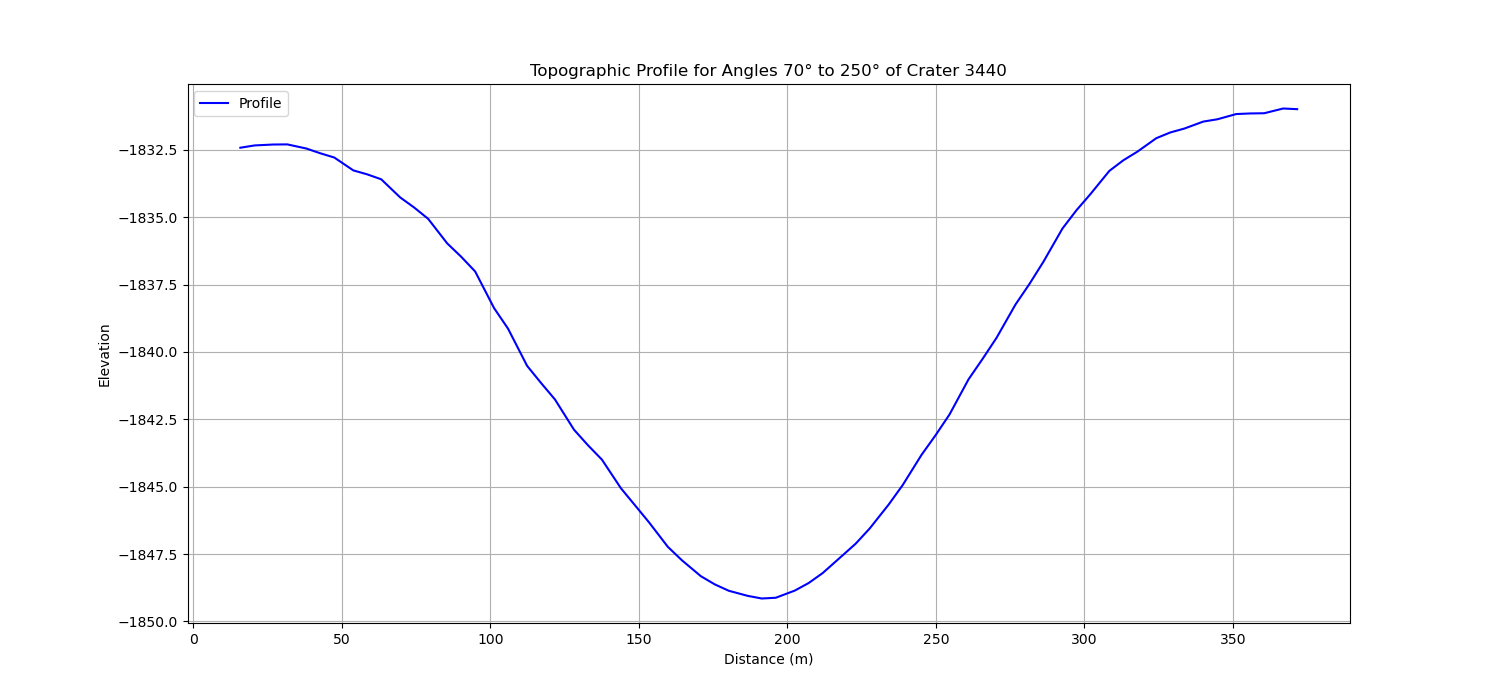 Topographic Profile for Angles 70° to 250° of Crater 3440
Profile
−1832.5
−1835.0
−1837.5
−1840.0
−1842.5
−1845.0
−1847.5
−1850.0
Elevation
0 50 100 150 200 250 300 350
Distance (m)